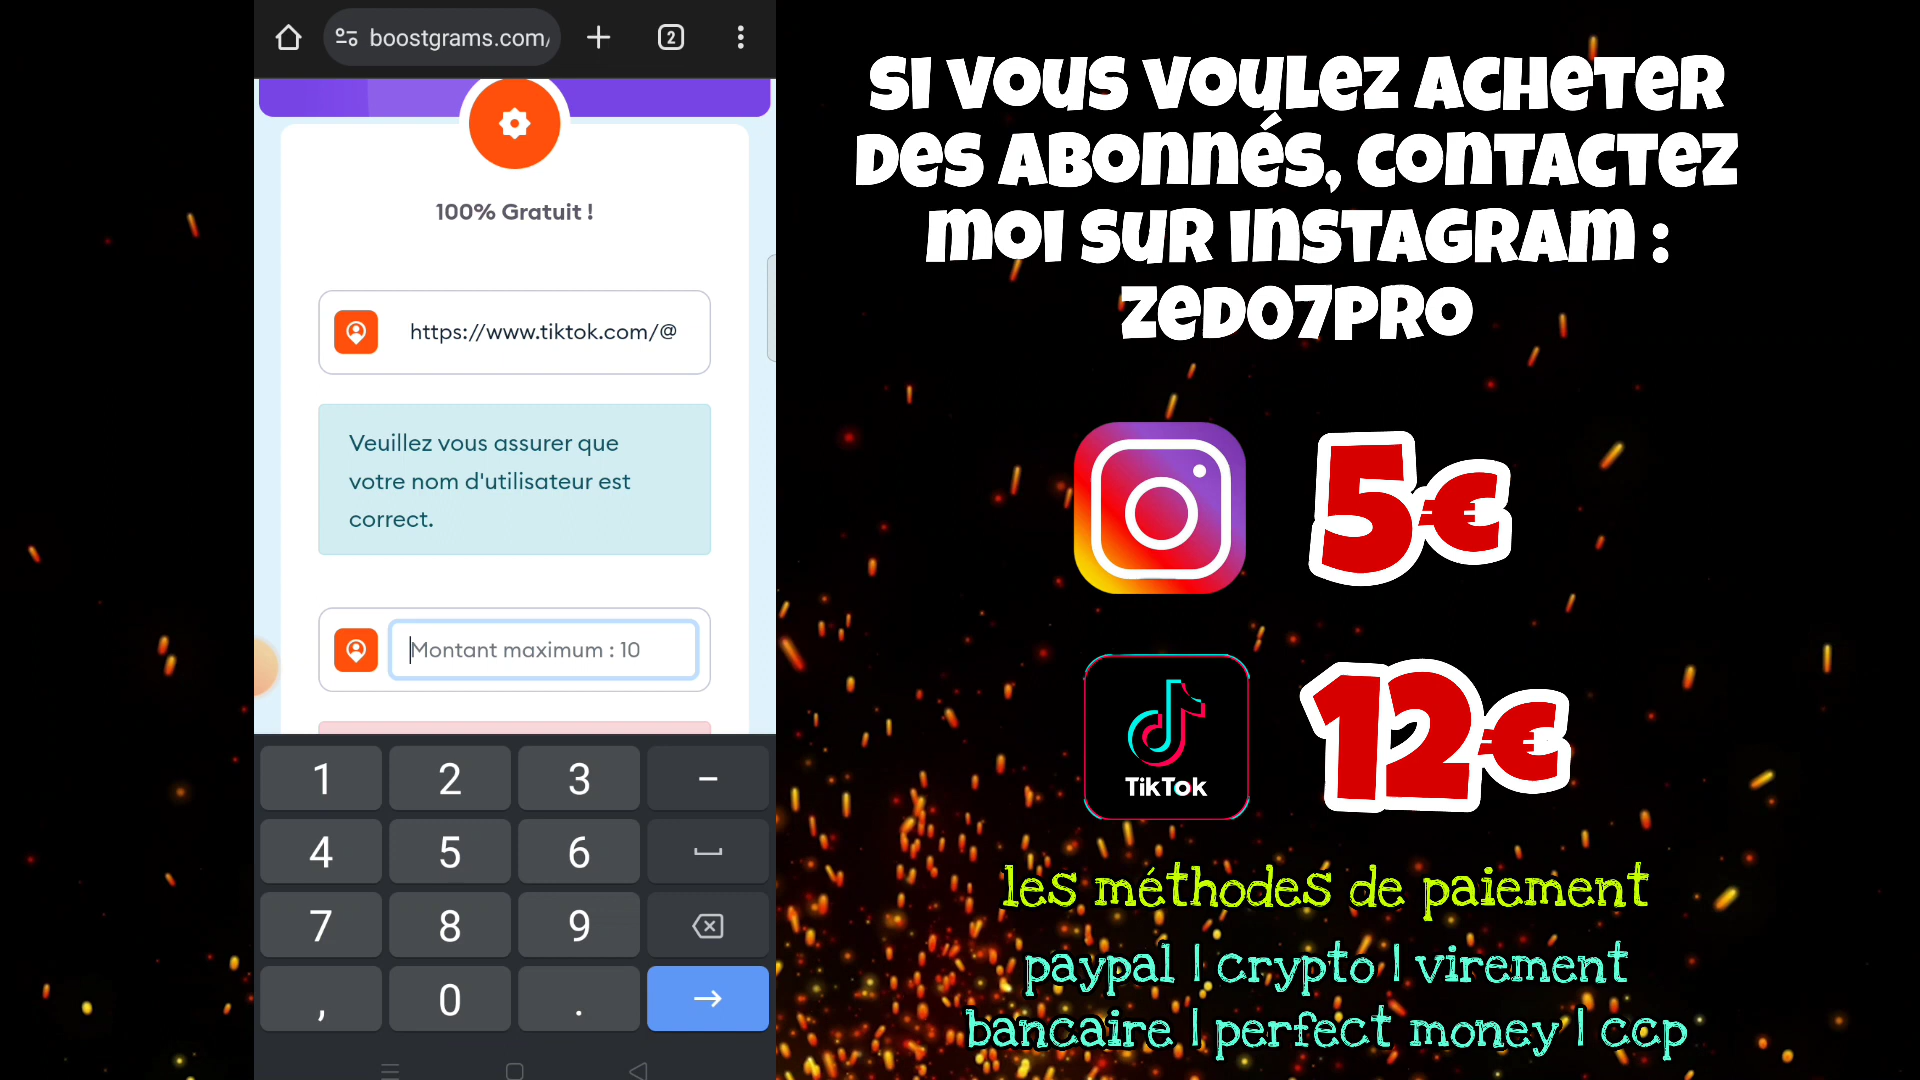 2
boostgrams.com/
100% Gratuit !
https://www.tiktok.com/@
Veuillez vous assurer que
votre nom d'utilisateur est
correct.
Montant maximum : 10
1 2 3 −
4 5 6
7 8 9
, 0 .
SI VOUS VOULEZ ACHETER
DES ABONNÉS, CONTACTEZ
MOI SUR INSTAGRAM :
ZEDO7PRO
5€
TikTok
12€
les méthodes de paiement
paypal | crypto | virement
bancaire | perfect money | ccp